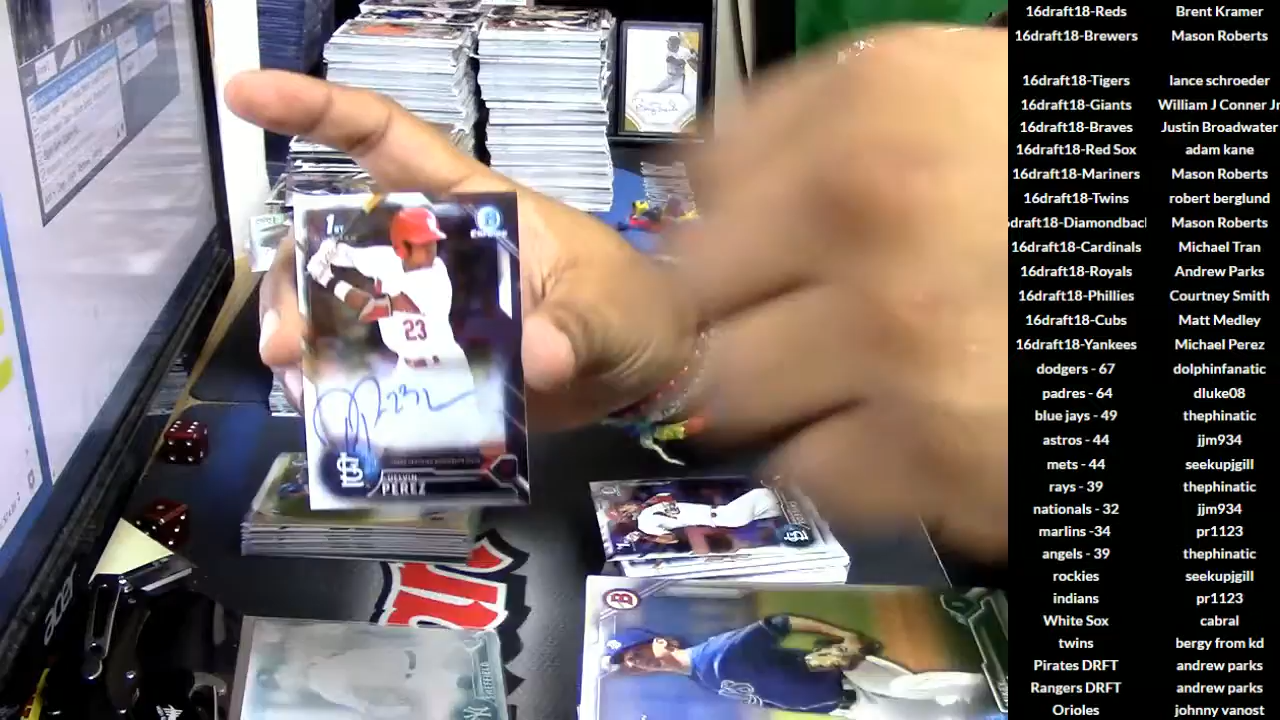 16draft18-Reds Brent Kramer
16draft18-Brewers Mason Roberts
16draft18-Tigers lance schroeder
16draft18-Giants William J Conner Jr
16draft18-Braves Justin Broadwater
16draft18-Red Sox adam kane
16draft18-Mariners Mason Roberts
16draft18-Twins robert berglund
draft18-Diamondback Mason Roberts
16draft18-Cardinals Michael Tran
16draft18-Royals Andrew Parks
16draft18-Phillies Courtney Smith
16draft18-Cubs Matt Medley
16draft18-Yankees Michael Perez
dodgers - 67 dolphinfanatic
padres - 64 dluke08
blue jays - 49 thephinatic
astros - 44 jjm934
mets - 44 seekupjgill
rays - 39 thephinatic
nationals - 32 jjm934
marlins -34 pr1123
angels - 39 thephinatic
rockies seekupjgill
indians pr1123
White Sox cabral
twins bergy from kd
Pirates DRFT andrew parks
Rangers DRFT andrew parks
Orioles johnny vanost
1ST
23
PEREZ
acer
SHEFFIELD